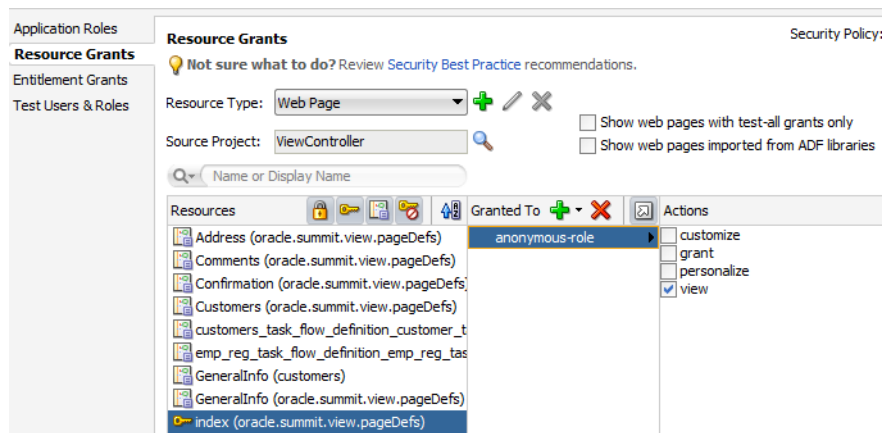 Application Roles
Resource Grants
Entitlement Grants
Test Users & Roles
Resource Grants
Security Policy:
Not sure what to do? Review Security Best Practice recommendations.
Resource Type: Web Page
Source Project: ViewController
Show web pages with test-all grants only
Show web pages imported from ADF libraries
Name or Display Name
Resources
Address (oracle.summit.view.pageDefs)
Comments (oracle.summit.view.pageDefs)
Confirmation (oracle.summit.view.pageDefs)
Customers (oracle.summit.view.pageDefs)
customers_task_flow_definition_customer_t
emp_reg_task_flow_definition_emp_reg_tas
GeneralInfo (customers)
GeneralInfo (oracle.summit.view.pageDefs)
index (oracle.summit.view.pageDefs)
Granted To
anonymous-role
Actions
customize
grant
personalize
view